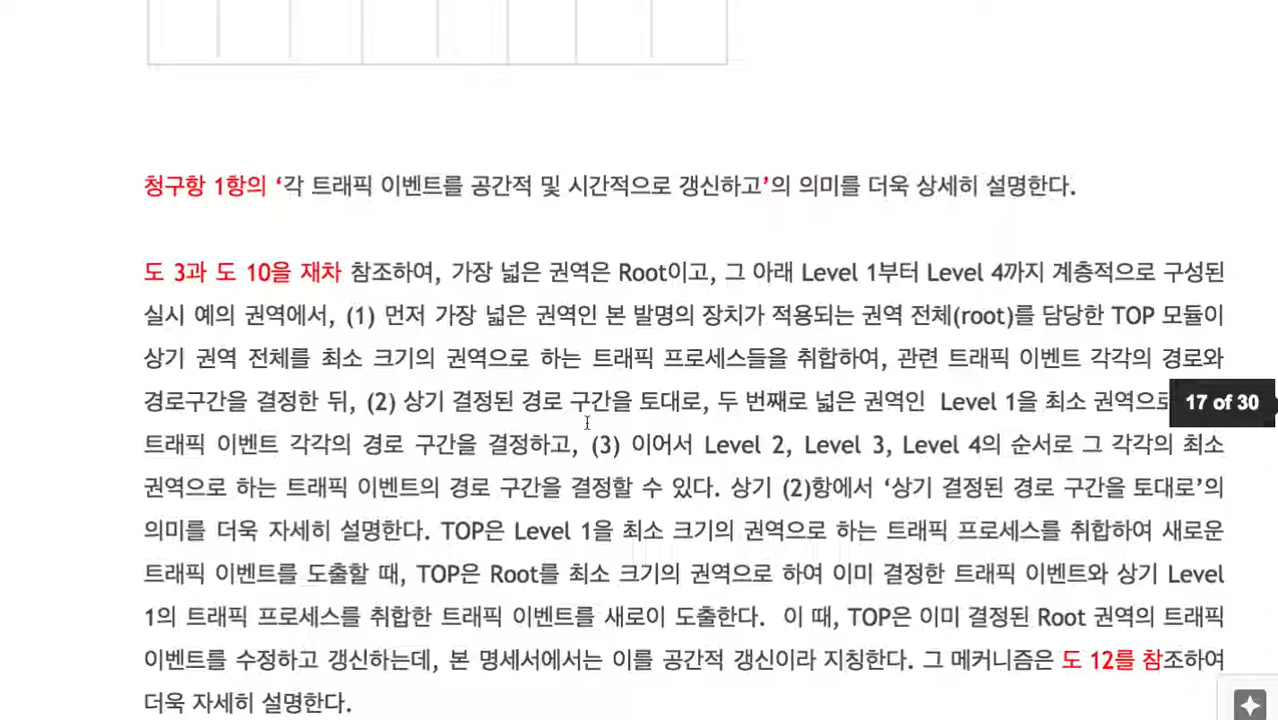 청구항 1항의 ‘각 트래픽 이벤트를 공간적 및 시간적으로 갱신하고’의 의미를 더욱 상세히 설명한다.
도 3과 도 10을 재차 참조하여, 가장 넓은 권역은 Root이고, 그 아래 Level 1부터 Level 4까지 계층적으로 구성된
실시 예의 권역에서, (1) 먼저 가장 넓은 권역인 본 발명의 장치가 적용되는 권역 전체(root)를 담당한 TOP 모듈이
상기 권역 전체를 최소 크기의 권역으로 하는 트래픽 프로세스들을 취합하여, 관련 트래픽 이벤트 각각의 경로와
경로구간을 결정한 뒤, (2) 상기 결정된 경로 구간을 토대로, 두 번째로 넓은 권역인 Level 1을 최소 권역으로
17 of 30
트래픽 이벤트 각각의 경로 구간을 결정하고, (3) 이어서 Level 2, Level 3, Level 4의 순서로 그 각각의 최소
권역으로 하는 트래픽 이벤트의 경로 구간을 결정할 수 있다. 상기 (2)항에서 ‘상기 결정된 경로 구간을 토대로’의
의미를 더욱 자세히 설명한다. TOP은 Level 1을 최소 크기의 권역으로 하는 트래픽 프로세스를 취합하여 새로운
트래픽 이벤트를 도출할 때, TOP은 Root를 최소 크기의 권역으로 하여 이미 결정한 트래픽 이벤트와 상기 Level
1의 트래픽 프로세스를 취합한 트래픽 이벤트를 새로이 도출한다. 이 때, TOP은 이미 결정된 Root 권역의 트래픽
이벤트를 수정하고 갱신하는데, 본 명세서에서는 이를 공간적 갱신이라 지칭한다. 그 메커니즘은 도 12를 참조하여
더욱 자세히 설명한다.